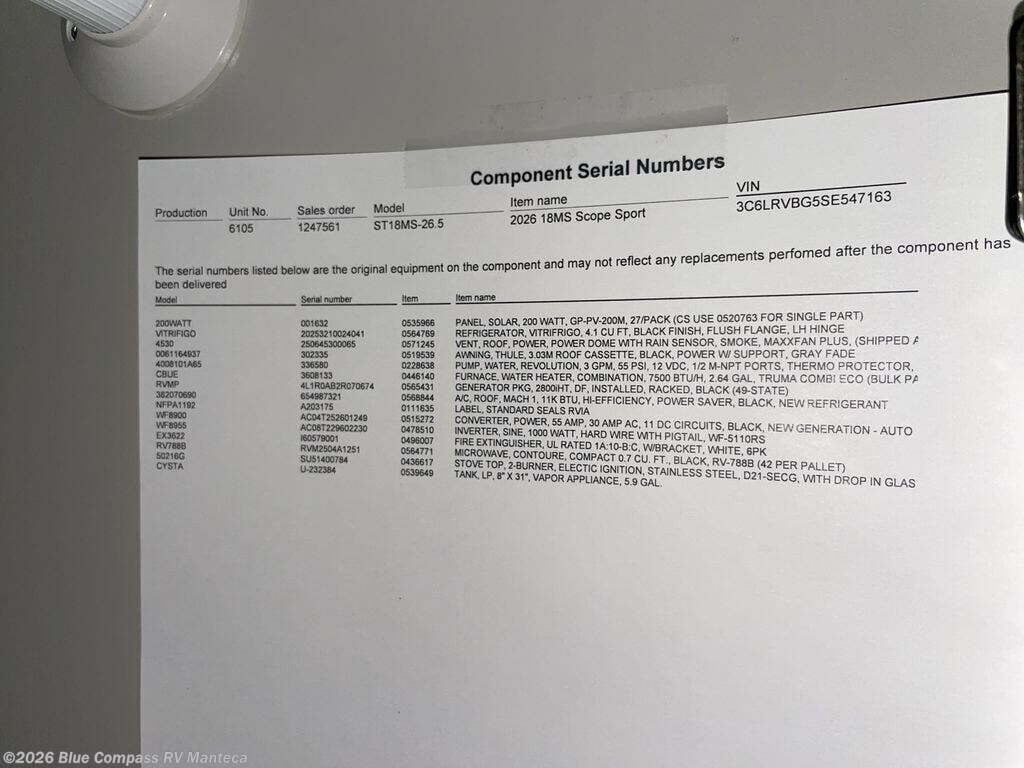 Component Serial Numbers
Production Unit No. Sales order Model Item name VIN
6105 1247561 ST18MS-26.5 2026 18MS Scope Sport 3C6LRVBG5SE547163
The serial numbers listed below are the original equipment on the component and may not reflect any replacements perfomed after the component has
been delivered
Model Serial number Item Item name
200WATT 001632 0535966 PANEL, SOLAR, 200 WATT, GP-PV-200M, 27/PACK (CS USE 0520763 FOR SINGLE PART)
VITRIFIGO 20253210024041 0564769 REFRIGERATOR, VITRIFRIGO, 4.1 CU FT, BLACK FINISH, FLUSH FLANGE, LH HINGE
4530 250645300065 0571245 VENT, ROOF, POWER, POWER DOME WITH RAIN SENSOR, SMOKE, MAXXFAN PLUS, (SHIPPED
0061164937 302335 0519539 AWNING, THULE, 3.03M ROOF CASSETTE, BLACK, POWER W/ SUPPORT, GRAY FADE
4008101A65 336580 0228638 PUMP, WATER, REVOLUTION, 3 GPM, 55 PSI, 12 VDC, 1/2 M-NPT PORTS, THERMO PROTECTOR,
CBUE 3608133 0446140 FURNACE, WATER HEATER, COMBINATION, 7500 BTU/H, 2.64 GAL, TRUMA COMBI ECO (BULK PA
RVMP 4L1R0AB2R070674 0565431 GENERATOR PKG, 2800iHT, DF, INSTALLED, RACKED, BLACK (49-STATE)
382070690 654987321 0568844 A/C, ROOF, MACH 1, 11K BTU, HI-EFFICIENCY, POWER SAVER, BLACK, NEW REFRIGERANT
NFPA1192 A203175 0111635 LABEL, STANDARD SEALS RVIA
WF8900 AC04T252601249 0515272 CONVERTER, POWER, 55 AMP, 30 AMP AC, 11 DC CIRCUITS, BLACK, NEW GENERATION - AUTO
WF8955 AC08T229602230 0478510 INVERTER, SINE, 1000 WATT, HARD WIRE WITH PIGTAIL, WF-5110RS
EX3622 I60579001 0496007 FIRE EXTINGUISHER, UL RATED 1A:10-B:C, W/BRACKET, WHITE, 6PK
RV788B RVM2504A1251 0564771 MICROWAVE, CONTOURE, COMPACT 0.7 CU. FT., BLACK, RV-788B (42 PER PALLET)
50216G SU51400784 0436617 STOVE TOP, 2-BURNER, ELECTIC IGNITION, STAINLESS STEEL, D21-SECG, WITH DROP IN GLAS
CYSTA U-232384 0539649 TANK, LP, 8" X 31", VAPOR APPLIANCE, 5.9 GAL.
©2026 Blue Compass RV Manteca